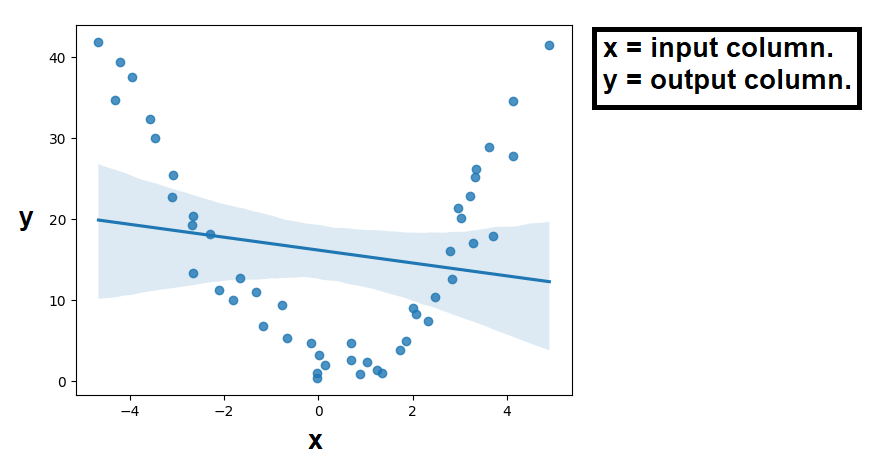 x = input column.
y = output column.
40
30
20
10
0
y
−4
−2
0
2
4
x